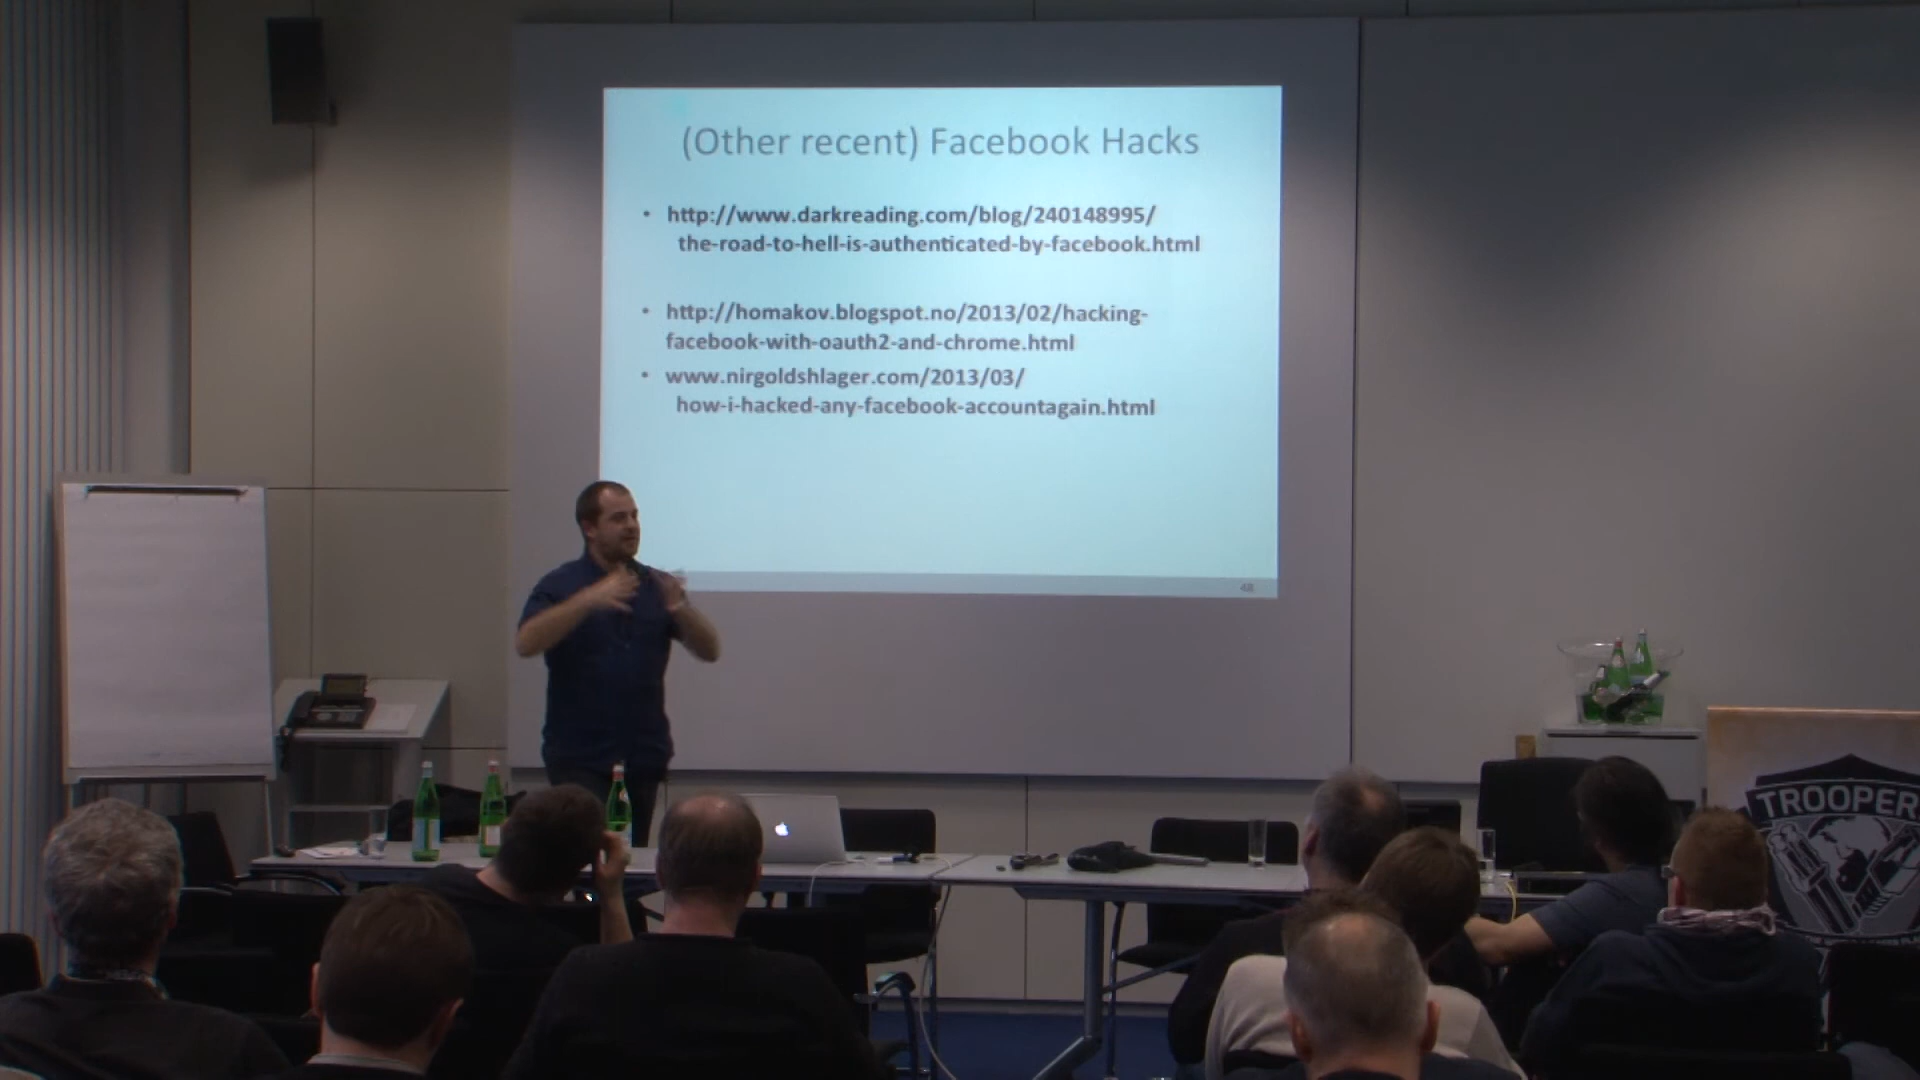 (Other recent) Facebook Hacks
• http://www.darkreading.com/blog/240148995/
the-road-to-hell-is-authenticated-by-facebook.html
• http://homakov.blogspot.no/2013/02/hacking-
facebook-with-oauth2-and-chrome.html
• www.nirgoldshlager.com/2013/03/
how-i-hacked-any-facebook-accountagain.html
48
TROOPER